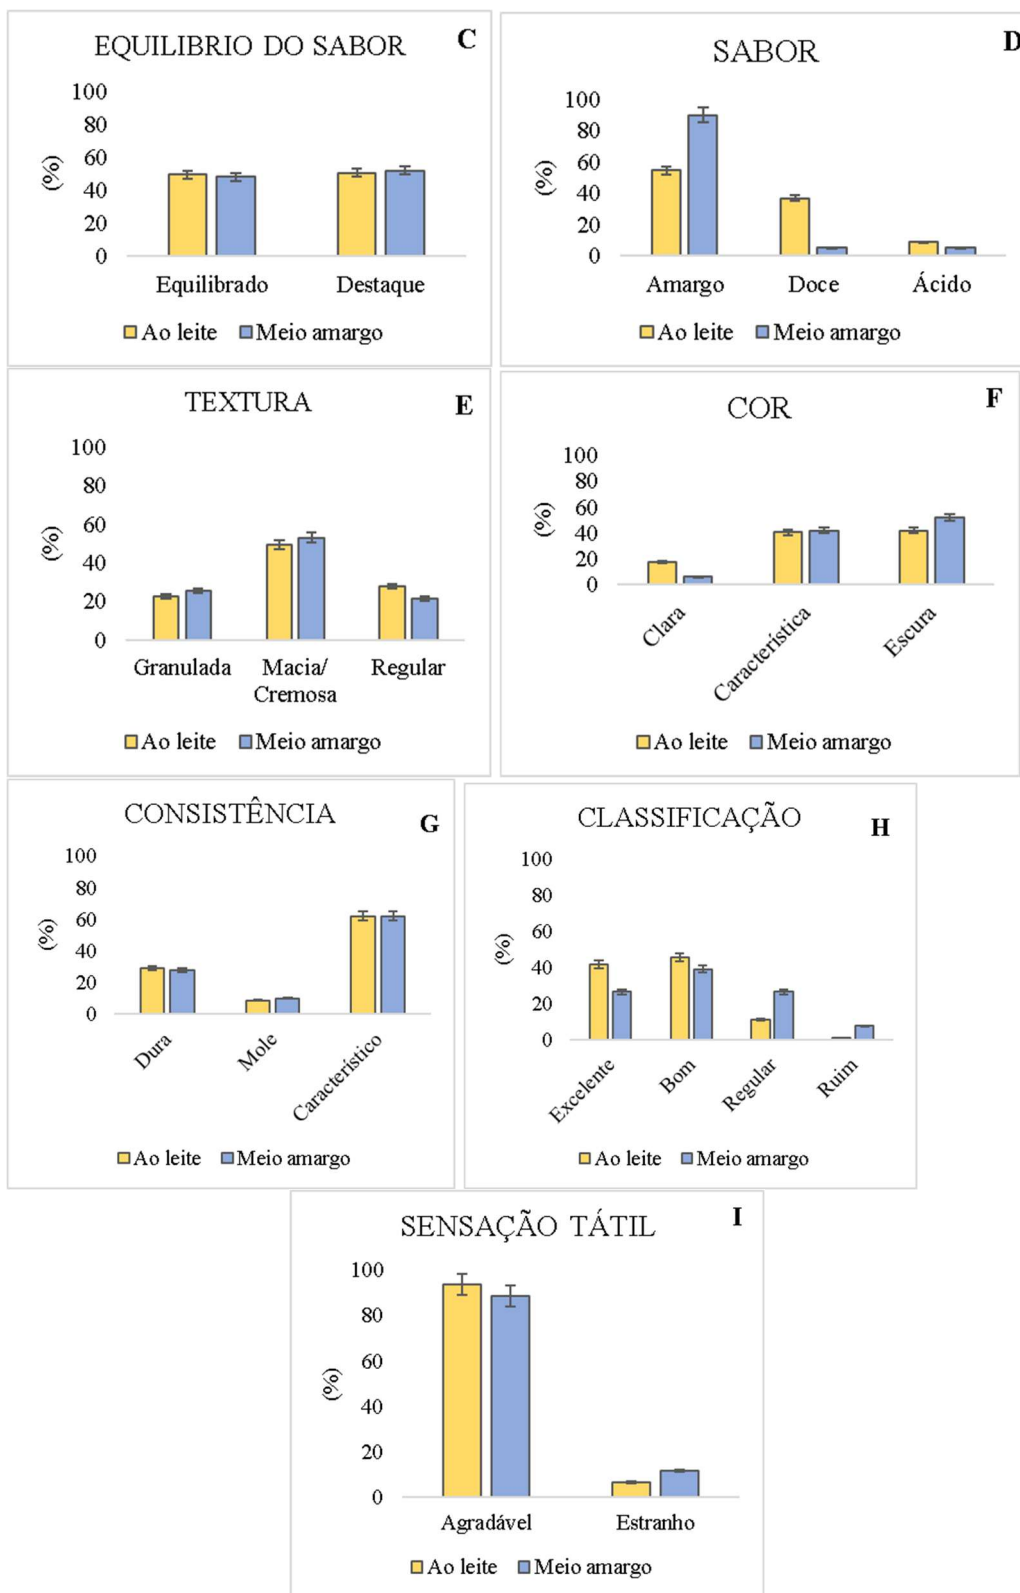 EQUILIBRIO DO SABOR
C
100
80
60
40
20
0
(%)
Equilibrado Destaque
Ao leite Meio amargo
SABOR
D
100
80
60
40
20
0
(%)
Amargo Doce Ácido
Ao leite Meio amargo
TEXTURA
E
100
80
60
40
20
0
(%)
Granulada Macia/ Regular
Cremosa
Ao leite Meio amargo
COR
F
100
80
60
40
20
0
(%)
Clara
Característica
Escura
Ao leite Meio amargo
CONSISTÊNCIA
G
100
80
60
40
20
0
(%)
Dura
Mole
Característico
Ao leite Meio amargo
CLASSIFICAÇÃO
H
100
80
60
40
20
0
(%)
Excelente
Bom
Regular
Ruim
Ao leite Meio amargo
SENSAÇÃO TÁTIL
I
100
80
60
40
20
0
(%)
Agradável Estranho
Ao leite Meio amargo